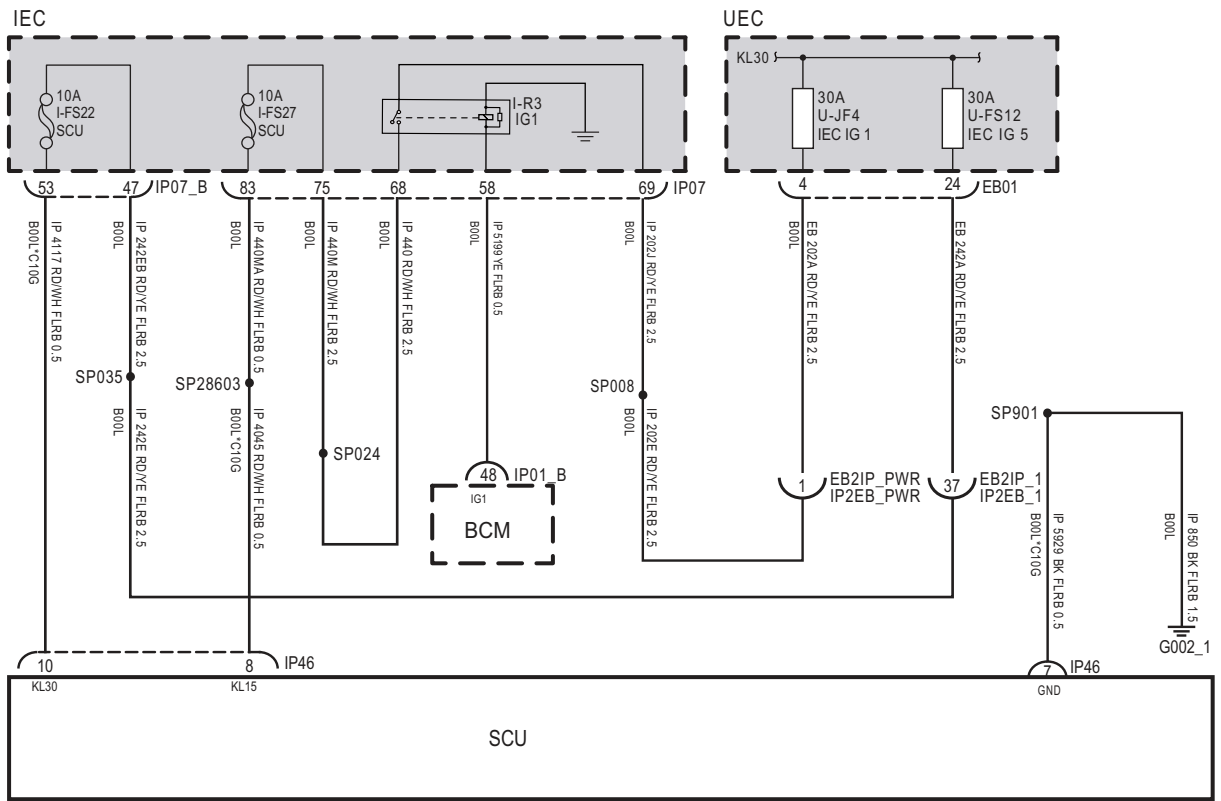 IEC
UEC
KL30
10A
I-FS22
SCU
10A
I-FS27
SCU
I-R3
IG1
30A
U-JF4
IEC IG 1
30A
U-FS12
IEC IG 5
53
47
IP07_B
83
75
68
58
69
IP07
4
24
EB01
IP 4117 RD/WH FLRB 0.5
B00L*C10G
IP 242EB RD/YE FLRB 2.5
B00L
IP 440MA RD/WH FLRB 0.5
B00L
IP 440M RD/WH FLRB 2.5
B00L
IP 440 RD/WH FLRB 2.5
B00L
IP 5199 YE FLRB 0.5
B00L
IP 202J RD/YE FLRB 2.5
B00L
EB 202A RD/YE FLRB 2.5
B00L
EB 242A RD/YE FLRB 2.5
SP035
SP28603
SP008
SP901
IP 242E RD/YE FLRB 2.5
B00L
IP 4045 RD/WH FLRB 0.5
B00L*C10G
SP024
IP 202E RD/YE FLRB 2.5
B00L
48
IP01_B
IG1
BCM
1
EB2IP_PWR
IP2EB_PWR
37
EB2IP_1
IP2EB_1
IP 5929 BK FLRB 0.5
B00L*C10G
IP 850 BK FLRB 1.5
B00L
G002_1
10
8
IP46
7
IP46
KL30
KL15
GND
SCU